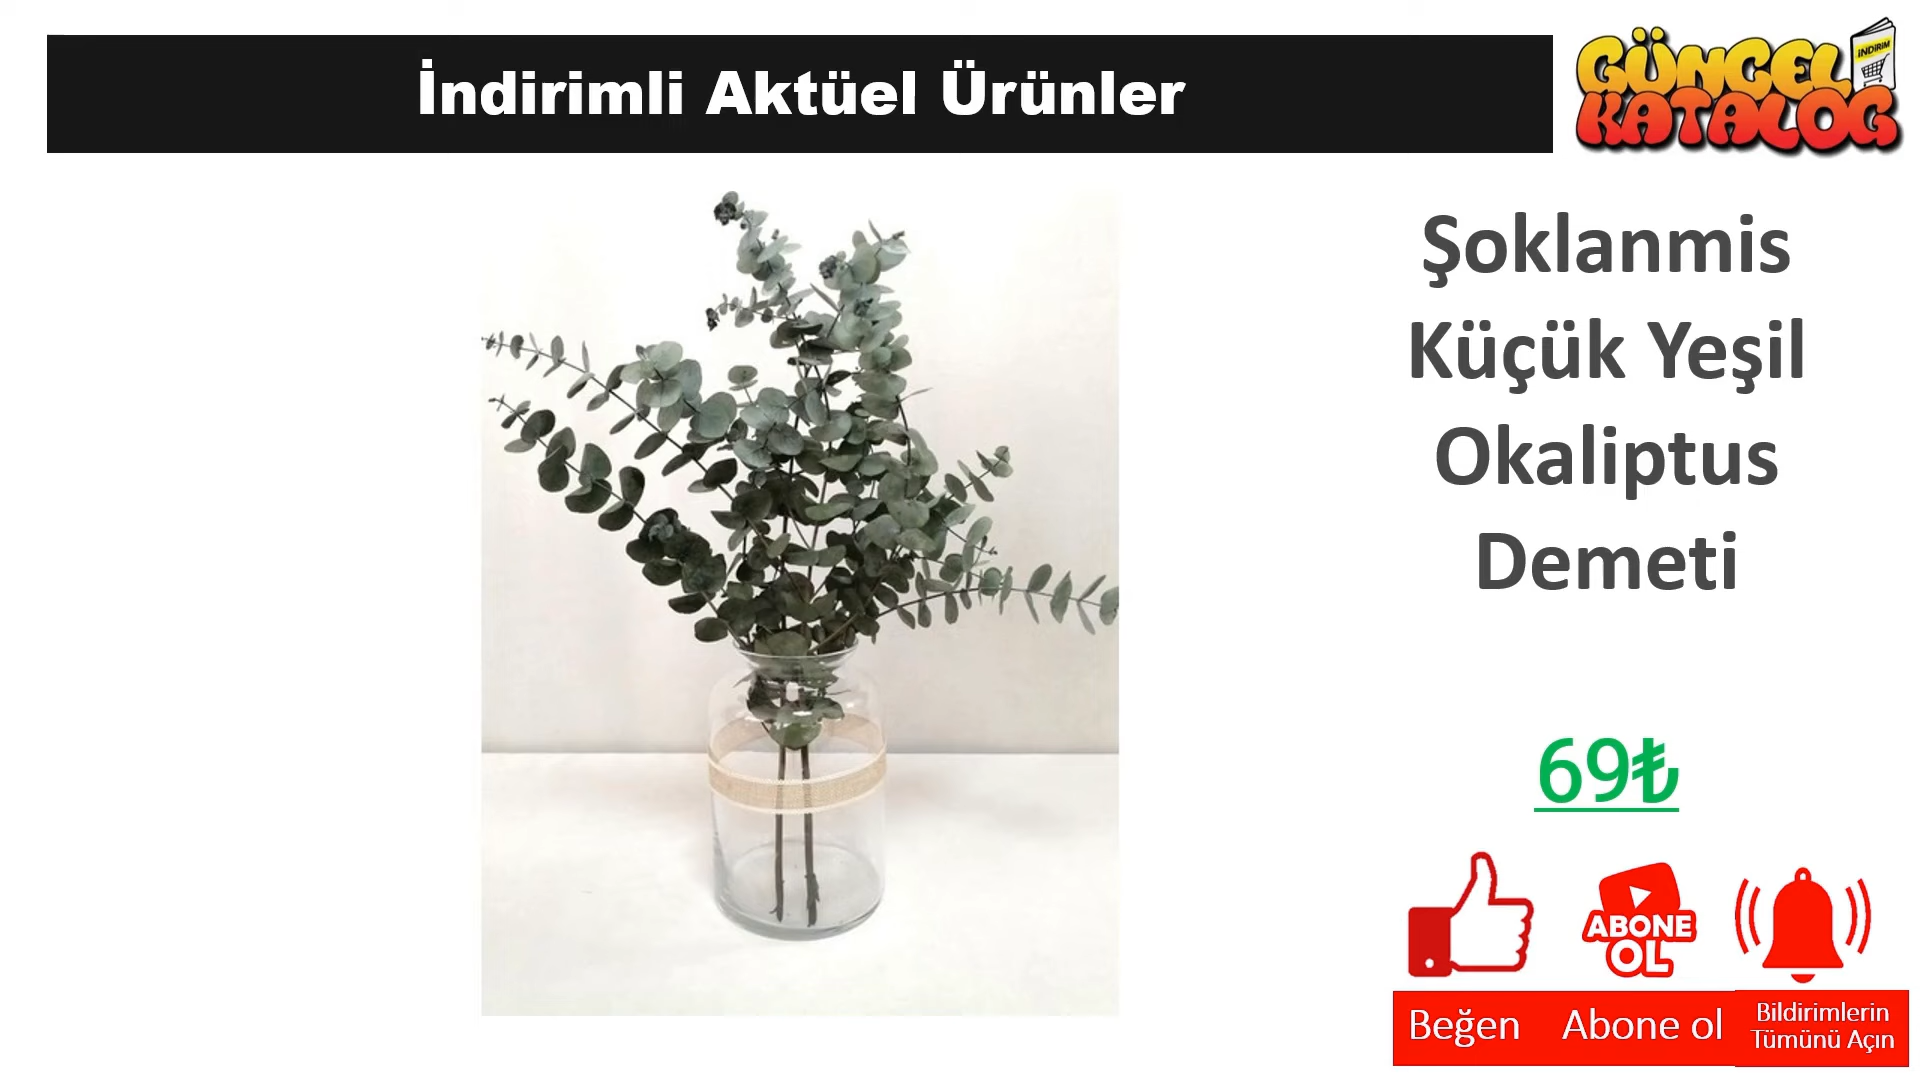 İndirimli Aktüel Ürünler
GÜNCEL
KATALOG
İNDİRİM
Şoklanmis
Küçük Yeşil
Okaliptus
Demeti
69₺
ABONE
OL
Beğen
Abone ol
Bildirimlerin
Tümünü Açın